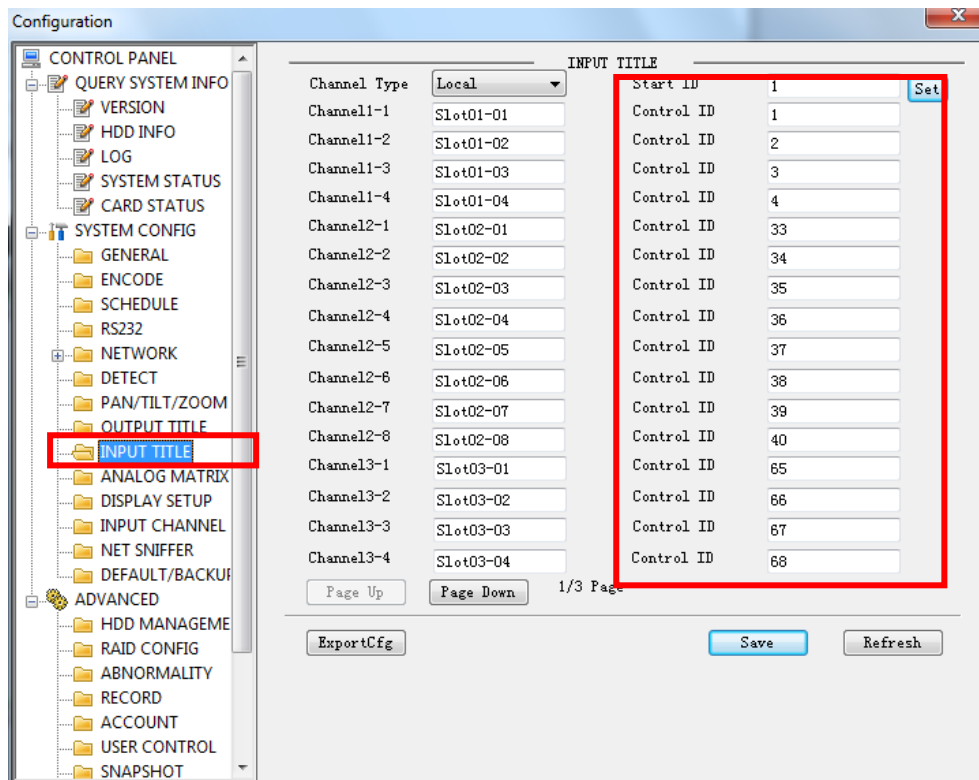 Configuration
x
CONTROL PANEL
QUERY SYSTEM INFO
VERSION
HDD INFO
LOG
SYSTEM STATUS
CARD STATUS
SYSTEM CONFIG
GENERAL
ENCODE
SCHEDULE
RS232
NETWORK
DETECT
PAN/TILT/ZOOM
OUTPUT TITLE
INPUT TITLE
ANALOG MATRIX
DISPLAY SETUP
INPUT CHANNEL
NET SNIFFER
DEFAULT/BACKUP
ADVANCED
HDD MANAGEME
RAID CONFIG
ABNORMALITY
RECORD
ACCOUNT
USER CONTROL
SNAPSHOT
INPUT TITLE
Channel Type Local Start ID 1 Set
Channel1-1 Slot01-01 Control ID 1
Channel1-2 Slot01-02 Control ID 2
Channel1-3 Slot01-03 Control ID 3
Channel1-4 Slot01-04 Control ID 4
Channel2-1 Slot02-01 Control ID 33
Channel2-2 Slot02-02 Control ID 34
Channel2-3 Slot02-03 Control ID 35
Channel2-4 Slot02-04 Control ID 36
Channel2-5 Slot02-05 Control ID 37
Channel2-6 Slot02-06 Control ID 38
Channel2-7 Slot02-07 Control ID 39
Channel2-8 Slot02-08 Control ID 40
Channel3-1 Slot03-01 Control ID 65
Channel3-2 Slot03-02 Control ID 66
Channel3-3 Slot03-03 Control ID 67
Channel3-4 Slot03-04 Control ID 68
Page Up Page Down 1/3 Page
ExportCfg Save Refresh